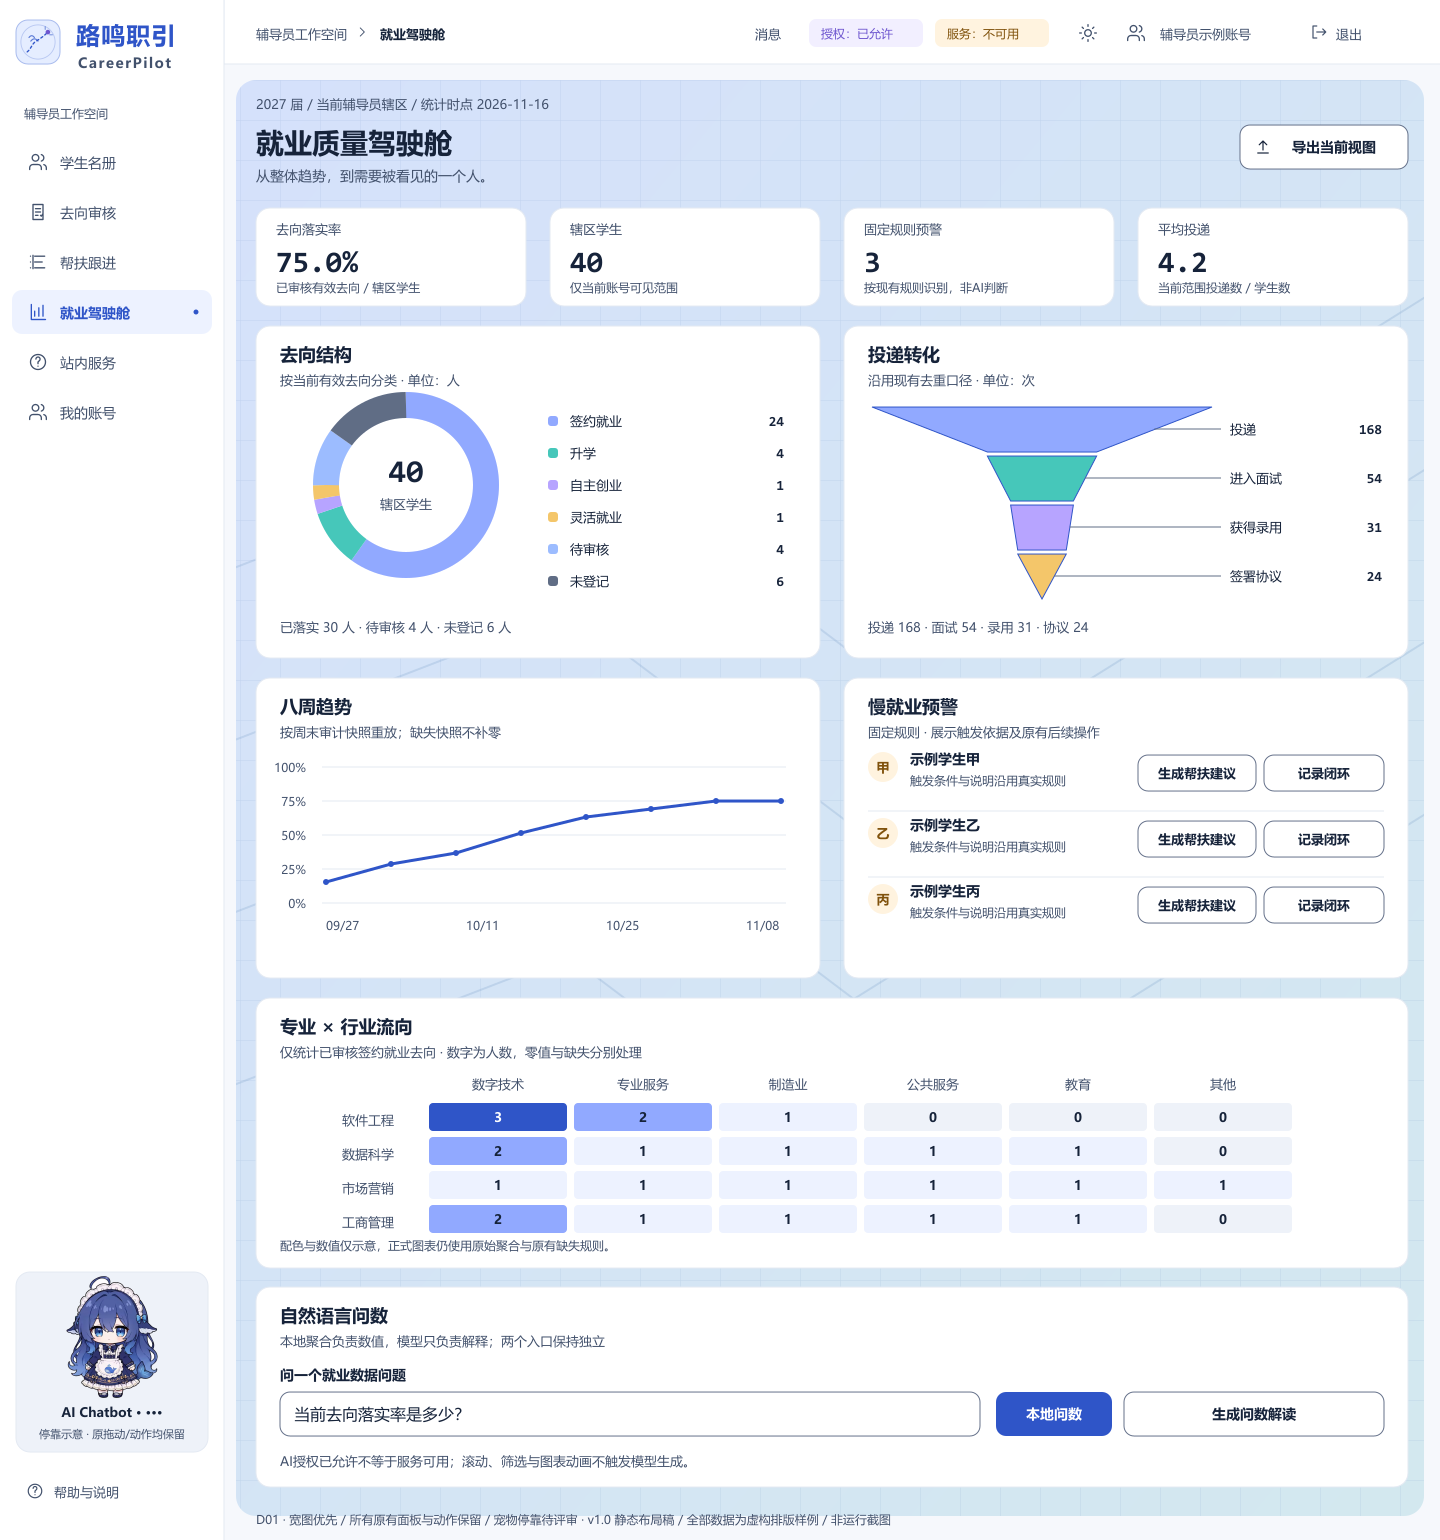 路鸣职引
CareerPilot
辅导员工作空间
学生名册
去向审核
帮扶跟进
就业驾驶舱
站内服务
我的账号
AI Chatbot • •••
停靠示意 · 原拖动/动作均保留
帮助与说明
辅导员工作空间 > 就业驾驶舱
消息
授权：已允许
服务：不可用
辅导员示例账号
退出
2027 届 / 当前辅导员辖区 / 统计时点 2026-11-16
就业质量驾驶舱
从整体趋势，到需要被看见的一个人。
导出当前视图
去向落实率
75.0%
已审核有效去向 / 辖区学生
辖区学生
40
仅当前账号可见范围
固定规则预警
3
按现有规则识别，非AI判断
平均投递
4.2
当前范围投递数 / 学生数
去向结构
按当前有效去向分类 · 单位：人
40
辖区学生
签约就业 24
升学 4
自主创业 1
灵活就业 1
待审核 4
未登记 6
已落实 30 人 · 待审核 4 人 · 未登记 6 人
投递转化
沿用现有去重口径 · 单位：次
投递 168
进入面试 54
获得录用 31
签署协议 24
投递 168 · 面试 54 · 录用 31 · 协议 24
八周趋势
按周末审计快照重放；缺失快照不补零
100%
75%
50%
25%
0%
09/27 10/11 10/25 11/08
慢就业预警
固定规则 · 展示触发依据及原有后续操作
甲
示例学生甲
触发条件与说明沿用真实规则
生成帮扶建议
记录闭环
乙
示例学生乙
触发条件与说明沿用真实规则
生成帮扶建议
记录闭环
丙
示例学生丙
触发条件与说明沿用真实规则
生成帮扶建议
记录闭环
专业 × 行业流向
仅统计已审核签约就业去向 · 数字为人数，零值与缺失分别处理
数字技术 专业服务 制造业 公共服务 教育 其他
软件工程 3 2 1 0 0 0
数据科学 2 1 1 1 1 0
市场营销 1 1 1 1 1 1
工商管理 2 1 1 1 1 0
配色与数值仅示意，正式图表仍使用原始聚合与原有缺失规则。
自然语言问数
本地聚合负责数值，模型只负责解释；两个入口保持独立
问一个就业数据问题
当前去向落实率是多少？
本地问数
生成问数解读
AI授权已允许不等于服务可用；滚动、筛选与图表动画不触发模型生成。
D01 · 宽图优先 / 所有原有面板与动作保留 / 宠物停靠待评审 · v1.0 静态布局稿 / 全部数据为虚构排版样例 / 非运行截图